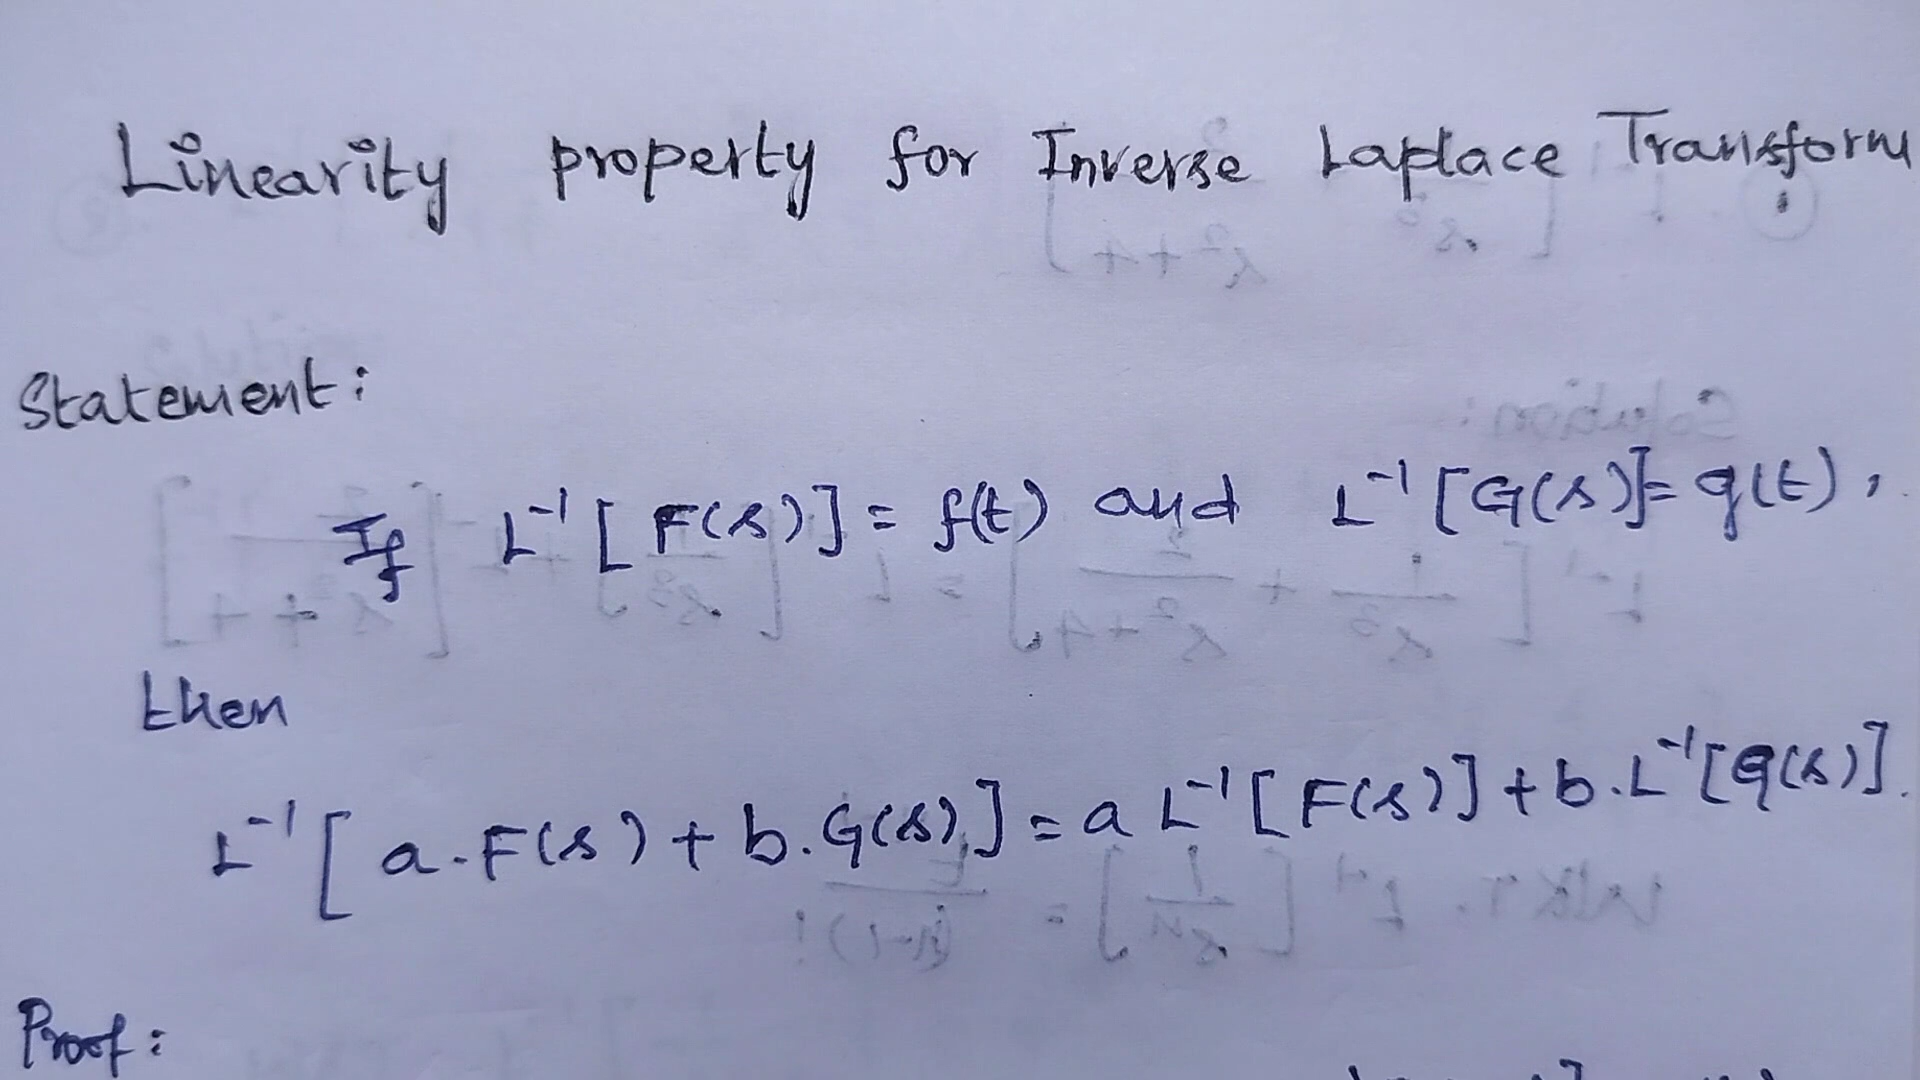 Linearity property for Inverse Laplace Transform
Statement:
If L⁻¹[F(s)] = f(t) and L⁻¹[G(s)] = g(t),
then
L⁻¹[a.F(s) + b.G(s)] = a L⁻¹[F(s)] + b.L⁻¹[G(s)].
Proof: